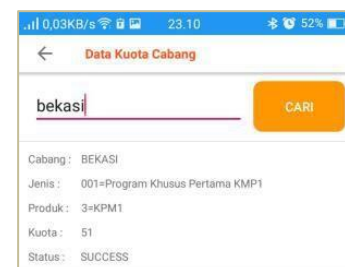 0,03KB/s 23.10 52%
Data Kuota Cabang
bekasi CARI
Cabang : BEKASI
Jenis : 001=Program Khusus Pertama KMP1
Produk : 3=KPM1
Kuota : 51
Status : SUCCESS